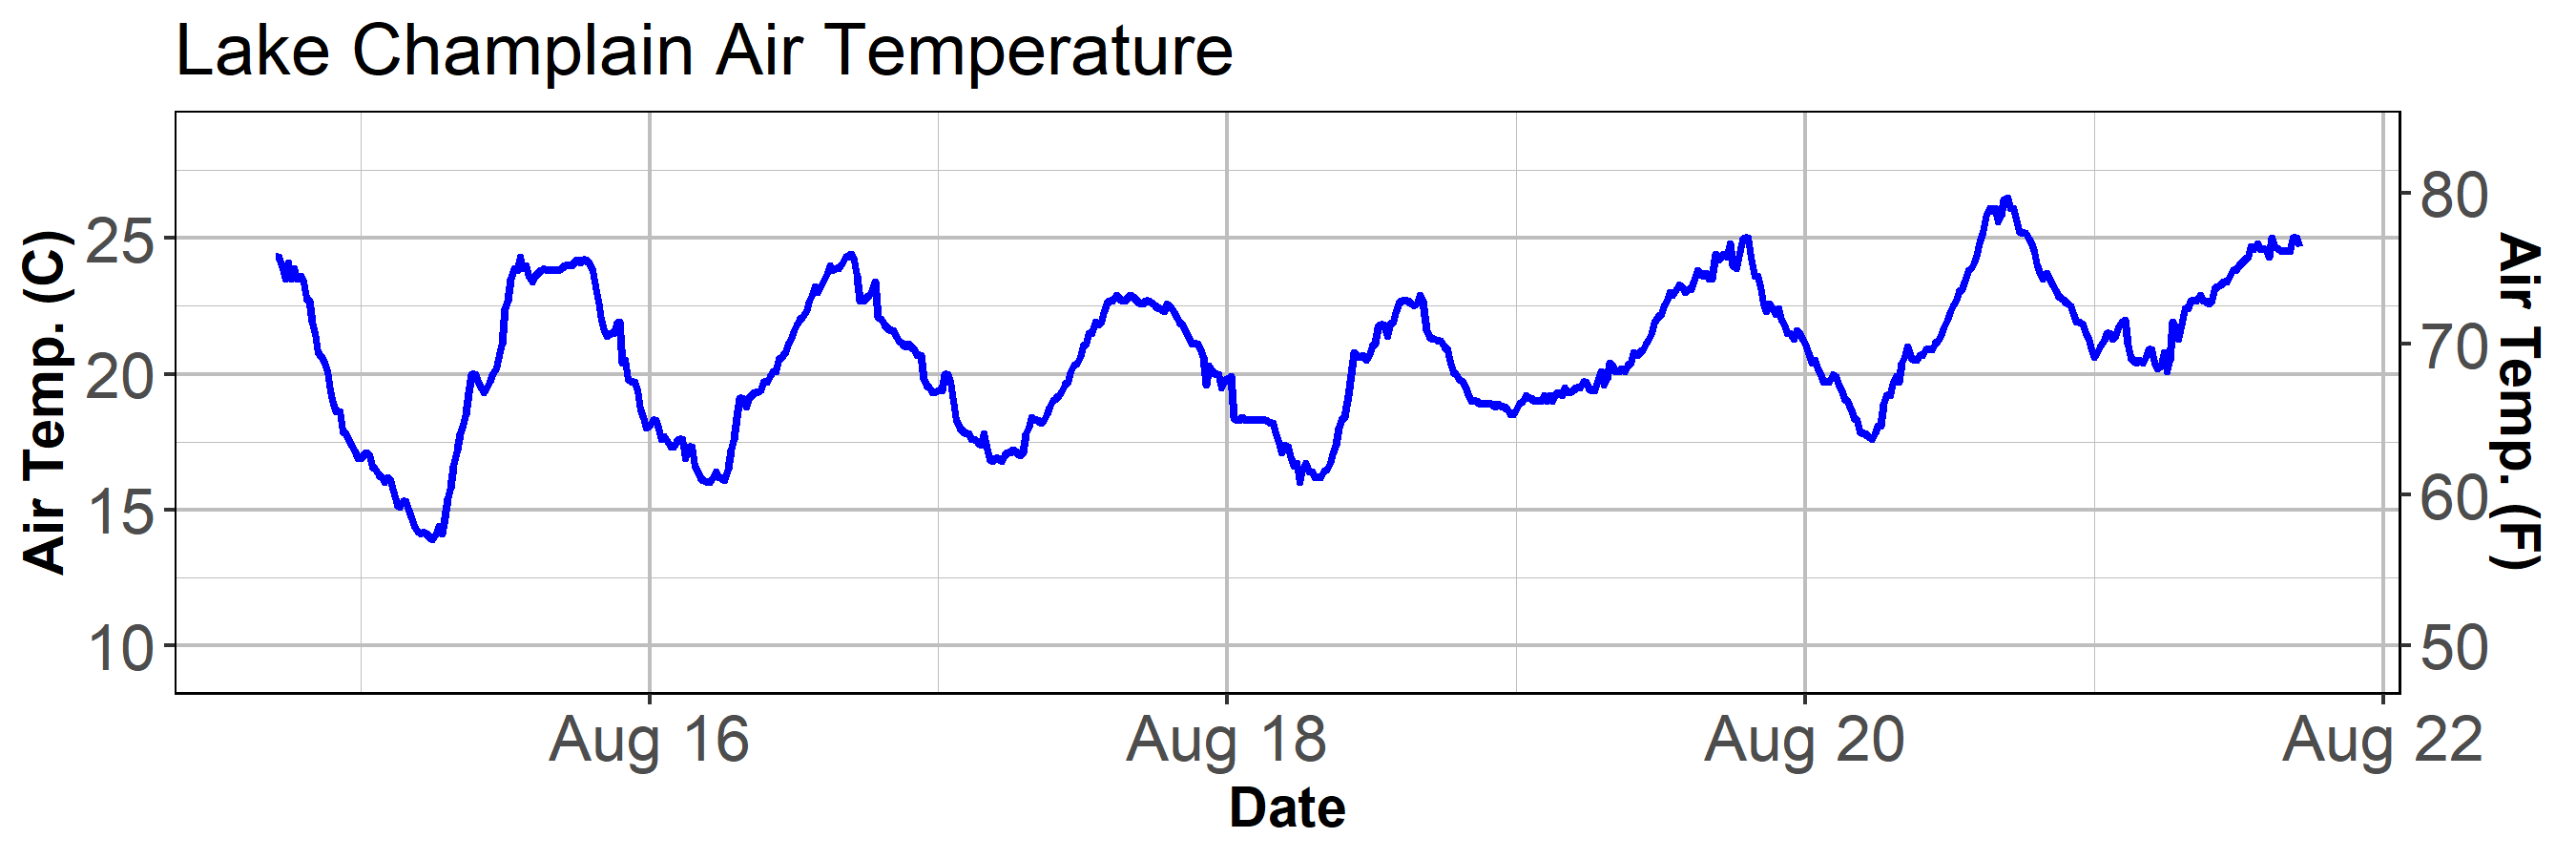 Lake Champlain Air Temperature
Air Temp. (C)
25
20
15
10
80
70
60
50
Air Temp. (F)
Aug 16
Aug 18
Aug 20
Aug 22
Date